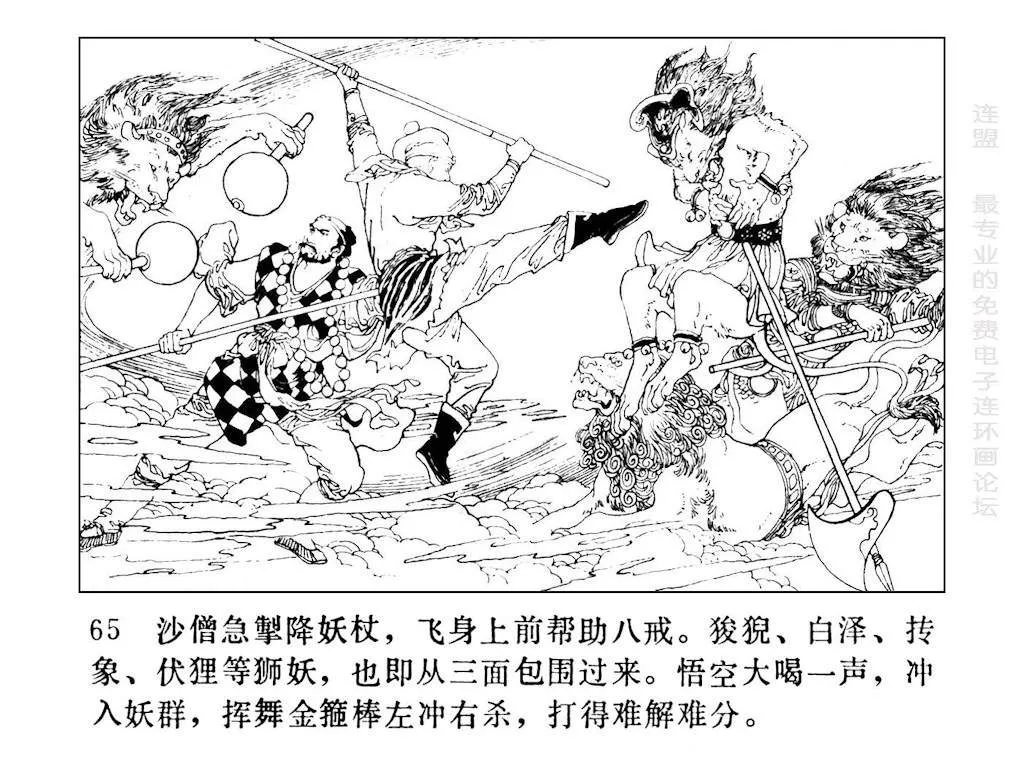 65 沙僧急掣降妖杖，飞身上前帮助八戒。狻猊、白泽、抟
象、伏狸等狮妖，也即从三面包围过来。悟空大喝一声，冲
入妖群，挥舞金箍棒左冲右杀，打得难解难分。
连盟 最专业的免费电子连环画论坛